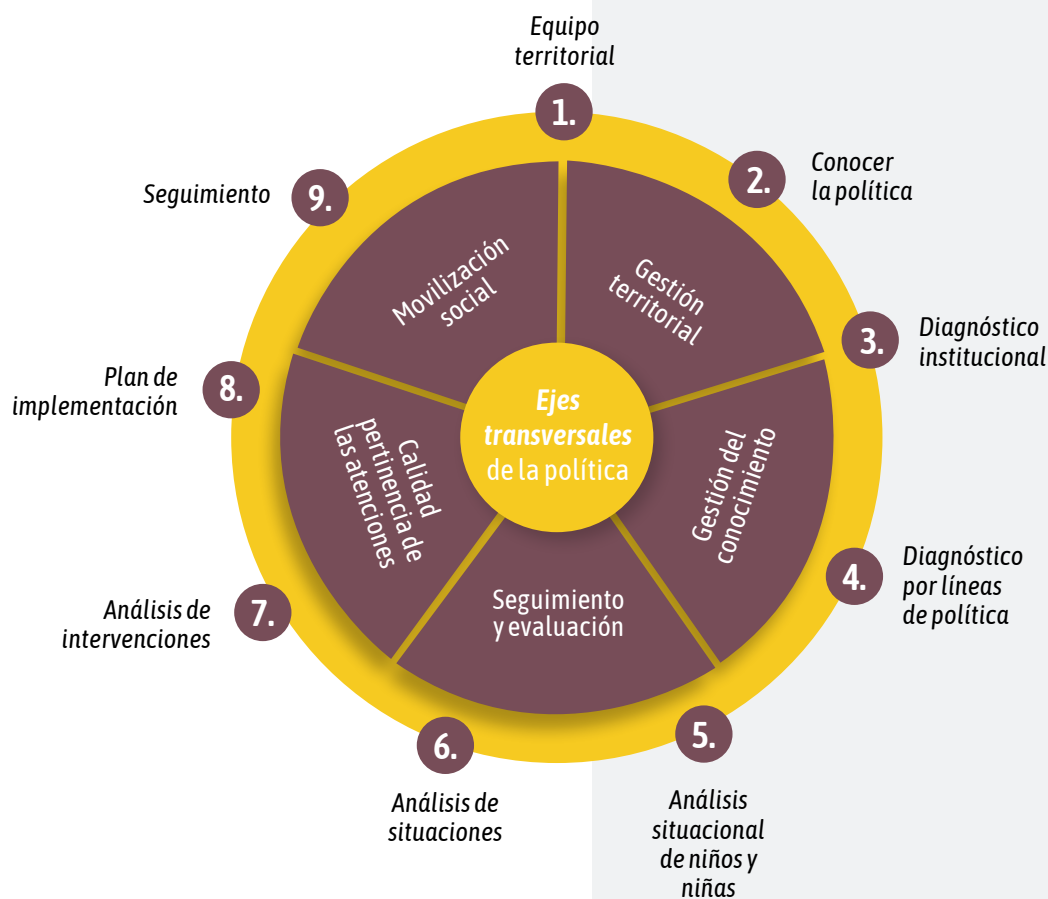 Equipo
territorial
1.
2.
Conocer
la política
3.
Diagnóstico
institucional
4.
Diagnóstico
por líneas
de política
5.
Análisis
situacional
de niños y
niñas
6.
Análisis de
situaciones
7.
Análisis de
intervenciones
8.
Plan de
implementación
9.
Seguimiento
Ejes
transversales
de la política
Gestión
territorial
Gestión del
conocimiento
Seguimiento
y evaluación
Calidad
pertinencia de
las atenciones
Movilización
social